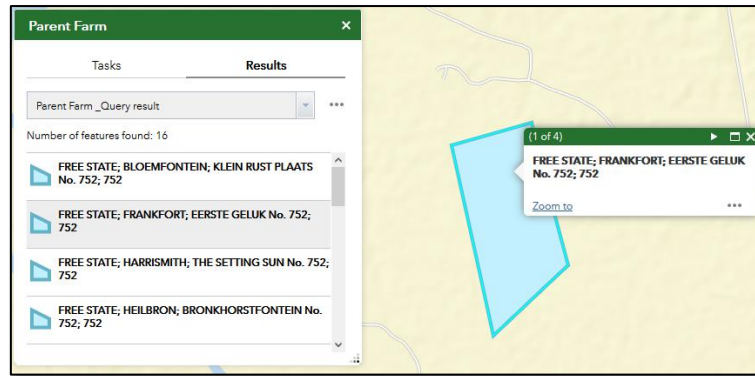 Parent Farm
Tasks
Results
Parent Farm _Query result
Number of features found: 16
FREE STATE; BLOEMFONTEIN; KLEIN RUST PLAATS
No. 752; 752
FREE STATE; FRANKFORT; EERSTE GELUK No. 752;
752
FREE STATE; HARRISMITH; THE SETTING SUN No. 752;
752
FREE STATE; HEILBRON; BRONKHORSTFONTEIN No.
752; 752
(1 of 4)
FREE STATE; FRANKFORT; EERSTE GELUK
No. 752; 752
Zoom to